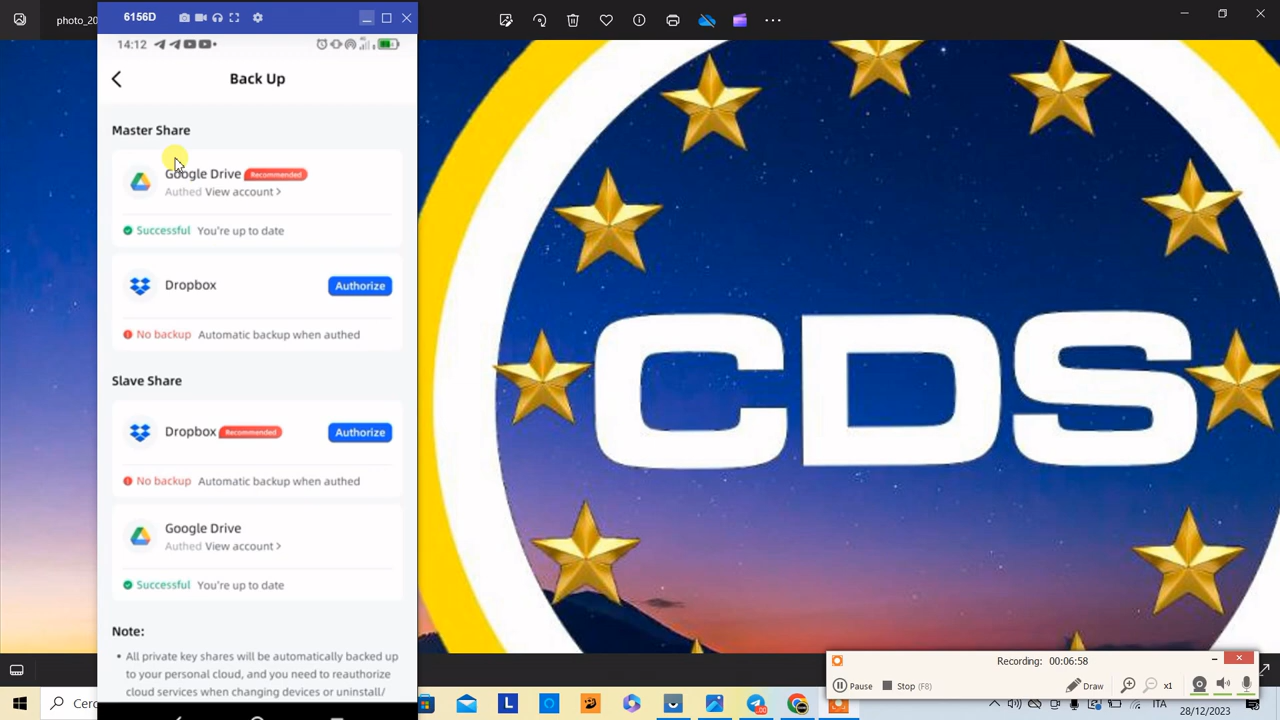 photo_20
6156D
14:12
Back Up
Master Share
Google Drive Recommended
Authed View account >
Successful You're up to date
Dropbox Authorize
No backup Automatic backup when authed
Slave Share
Dropbox Recommended Authorize
No backup Automatic backup when authed
Google Drive
Authed View account >
Successful You're up to date
Note:
• All private key shares will be automatically backed up
to your personal cloud, and you need to reauthorize
cloud services when changing devices or uninstall/
CDS
Recording: 00:06:58
Pause Stop (F8) Draw x1
Cerc
L
.00
ITA
28/12/2023